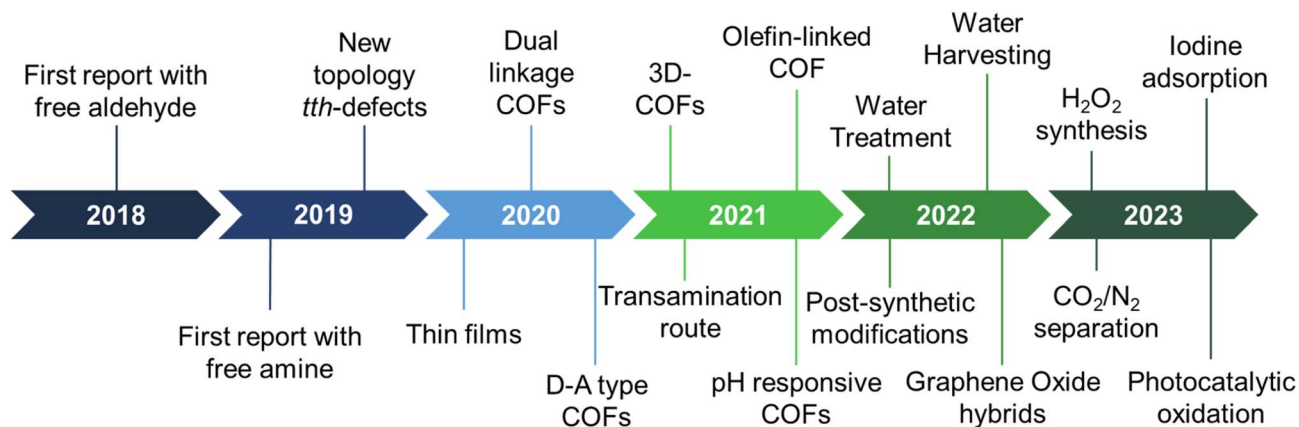 First report with
free aldehyde
New
topology
tth-defects
Dual
linkage
COFs
3D-
COFs
Olefin-linked
COF
Water
Treatment
Water
Harvesting
H₂O₂
synthesis
Iodine
adsorption
2018
2019
2020
2021
2022
2023
First report with
free amine
Thin films
D-A type
COFs
Transamination
route
pH responsive
COFs
Post-synthetic
modifications
Graphene Oxide
hybrids
CO₂/N₂
separation
Photocatalytic
oxidation